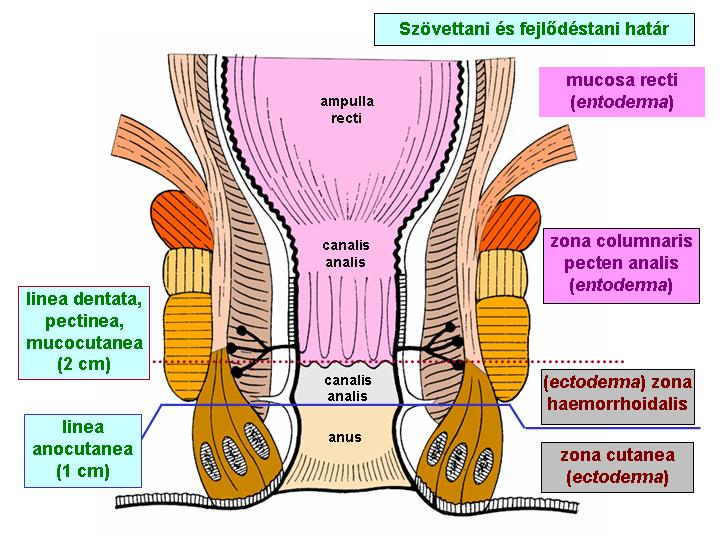 Szövettani és fejlődéstani határ
mucosa recti
(entoderma)
ampulla
recti
zona columnaris
pecten analis
(entoderma)
canalis
analis
linea dentata,
pectinea,
mucocutanea
(2 cm)
canalis
analis
(ectoderma) zona
haemorrhoidalis
linea
anocutanea
(1 cm)
anus
zona cutanea
(ectoderma)